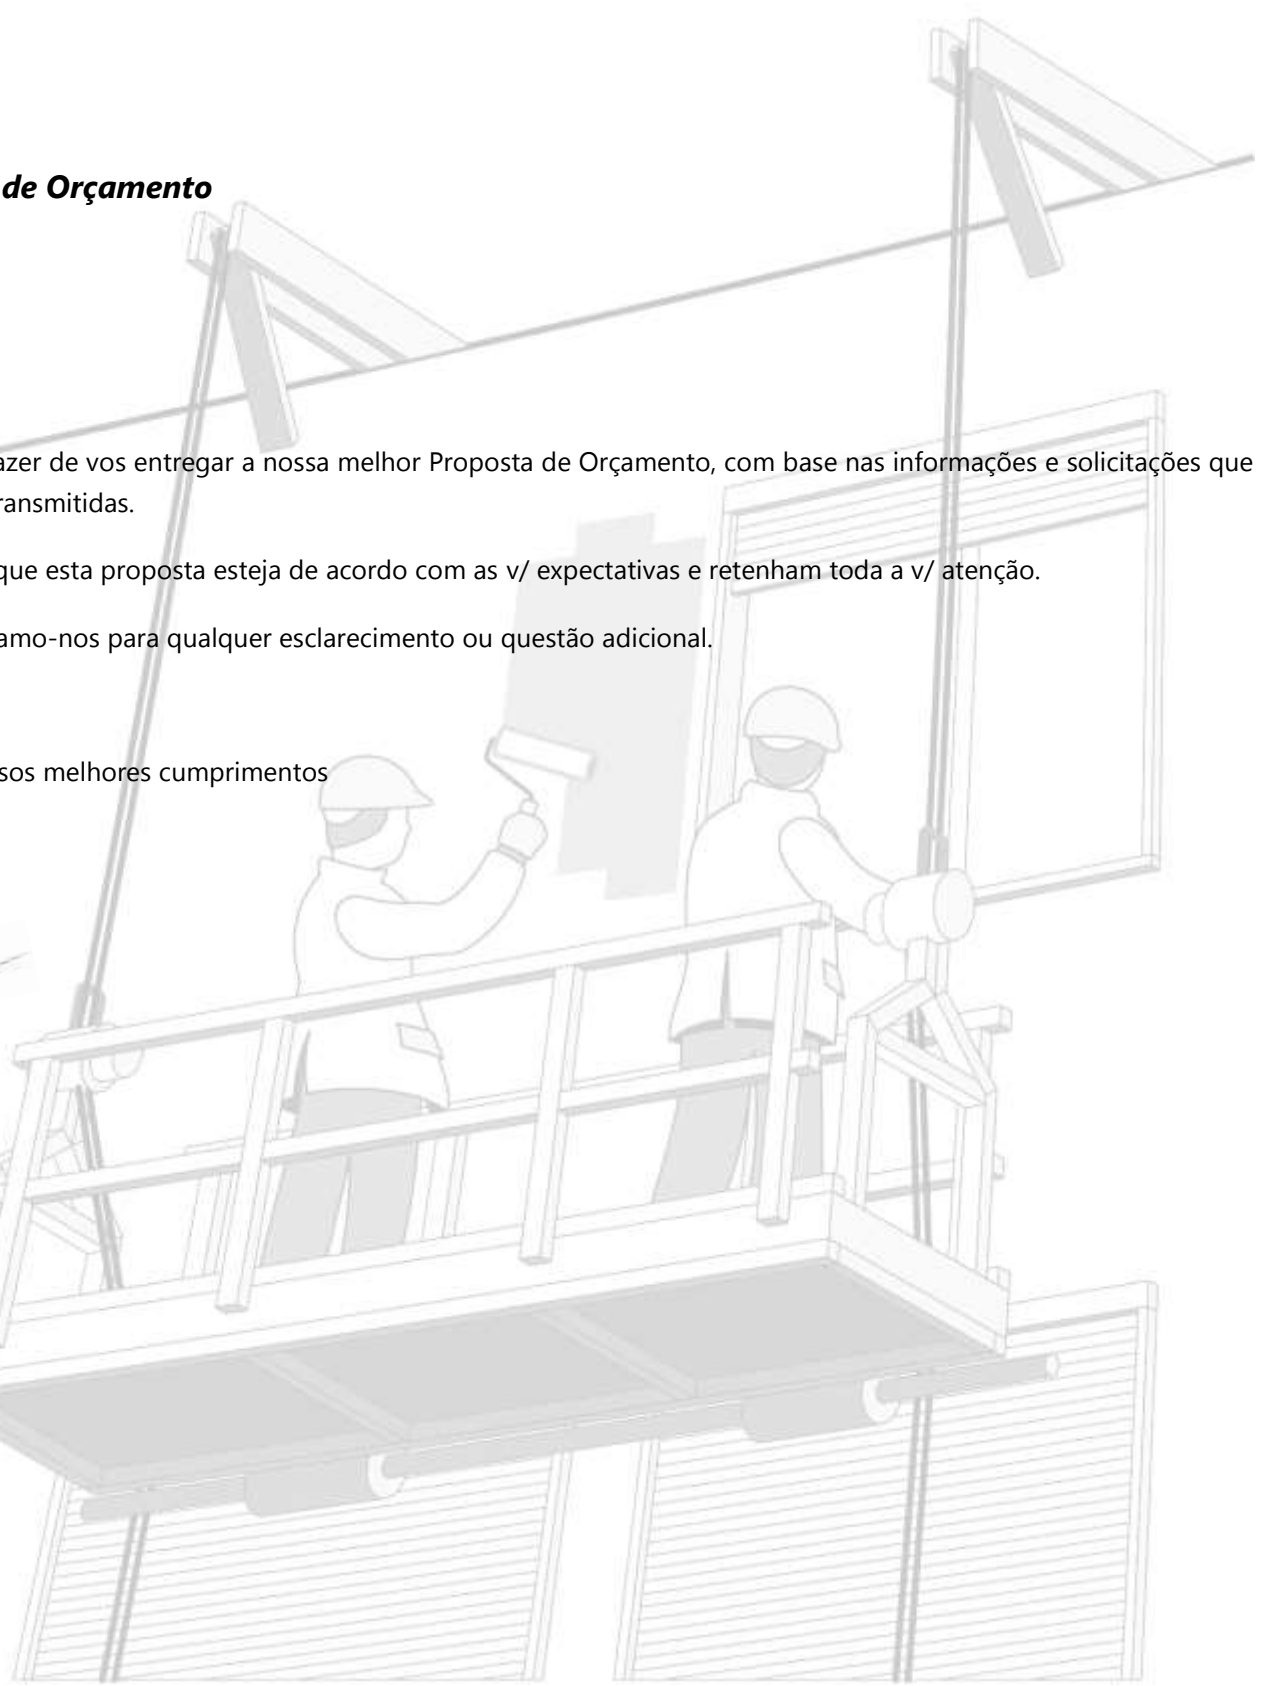 de Orçamento
azer de vos entregar a nossa melhor Proposta de Orçamento, com base nas informações e solicitações que
ransmitidas.
que esta proposta esteja de acordo com as v/ expectativas e retenham toda a v/ atenção.
amo-nos para qualquer esclarecimento ou questão adicional.
sos melhores cumprimentos